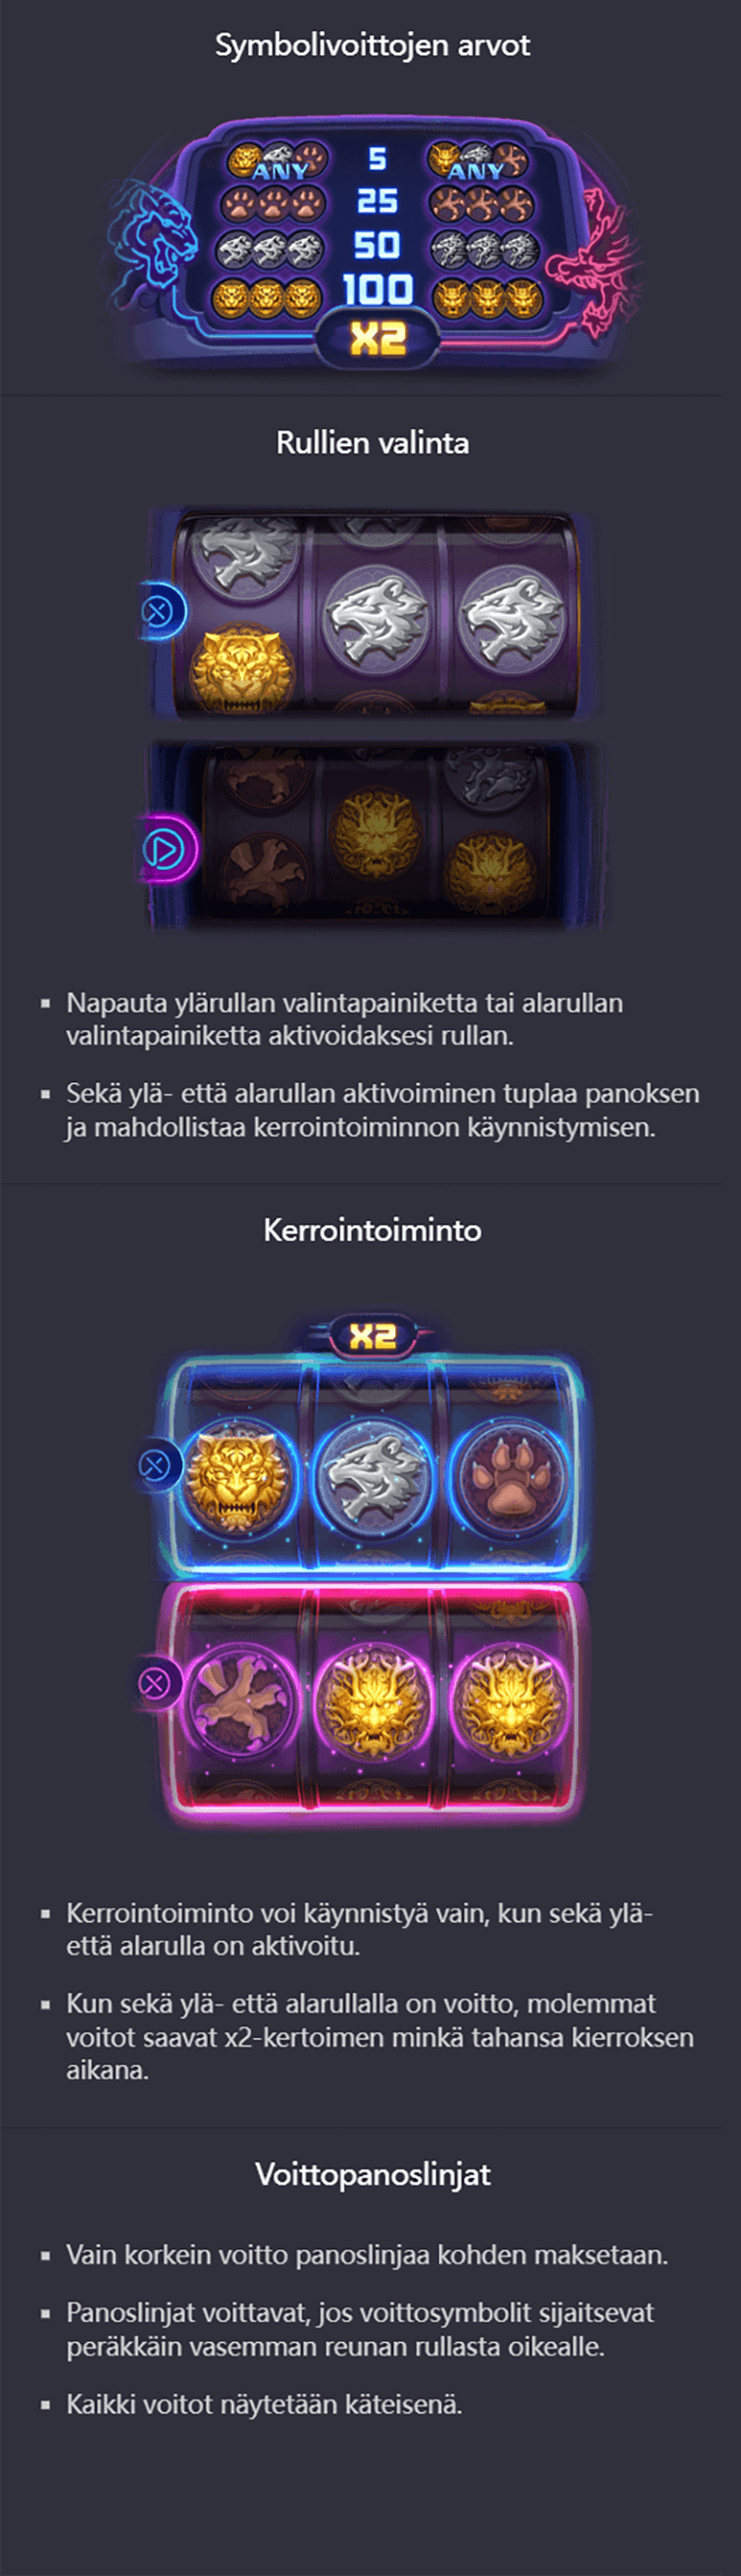 Symbolivoittojen arvot
ANY 5 ANY
25
50
100
X2
Rullien valinta
Napauta ylärullan valintapainiketta tai alarullan
valintapainiketta aktivoidaksesi rullan.
Sekä ylä- että alarullan aktivoiminen tuplaa panoksen
ja mahdollistaa kerrointoiminnon käynnistymisen.
Kerrointoiminto
X2
Kerrointoiminto voi käynnistyä vain, kun sekä ylä-
että alarulla on aktivoitu.
Kun sekä ylä- että alarullalla on voitto, molemmat
voitot saavat x2-kertoimen minkä tahansa kierroksen
aikana.
Voittopanoslinjat
Vain korkein voitto panoslinjaa kohden maksetaan.
Panoslinjat voittavat, jos voittosymbolit sijaitsevat
peräkkäin vasemman reunan rullasta oikealle.
Kaikki voitot näytetään käteisenä.